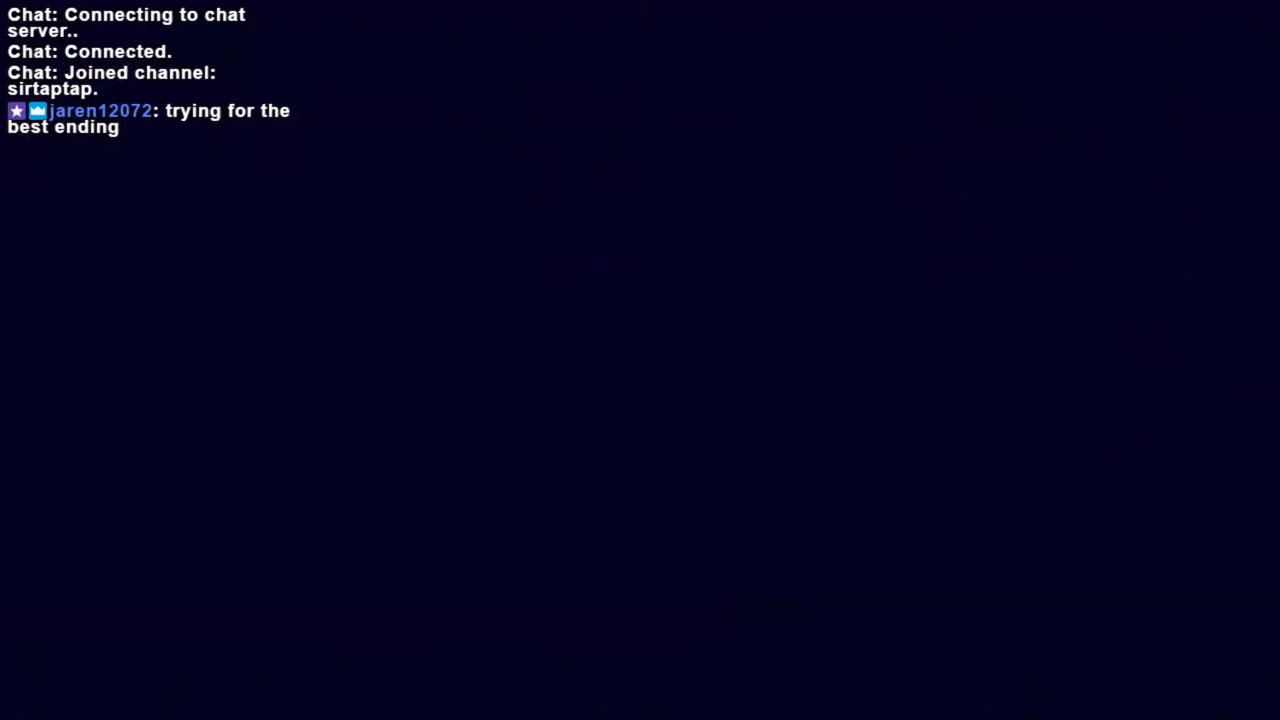 Chat: Connecting to chat
server..
Chat: Connected.
Chat: Joined channel:
sirtaptap.
jaren12072: trying for the
best ending